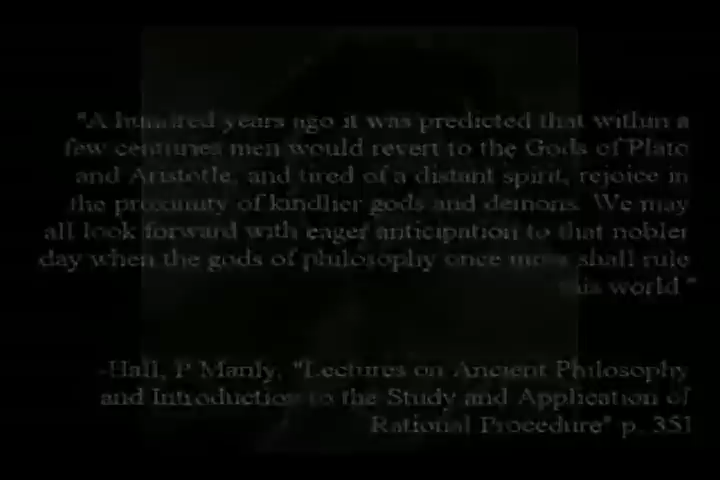 "A hundred years ago it was predicted that within a
few centuries men would revert to the Gods of Plato
and Aristotle, and tired of a distant spirit, rejoice in
the proximity of kindlier gods and demons. We may
all look forward with eager anticipation to that nobler
day when the gods of philosophy once more shall rule
this world."
-Hall, P Manly, "Lectures on Ancient Philosophy
and Introduction to the Study and Application of
Rational Procedure" p. 351